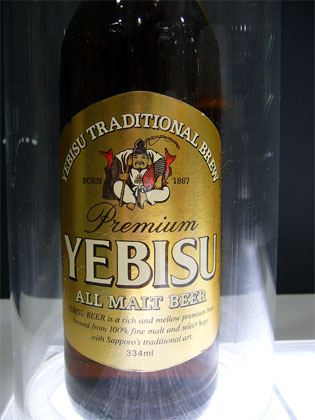 YEBISU TRADITIONAL BREW
BORN 1887
Premium
YEBISU
ALL MALT BEER
YEBISU BEER is a rich and mellow premium beer
brewed from 100% fine malt and select hops
with Sapporo's traditional art.
334ml